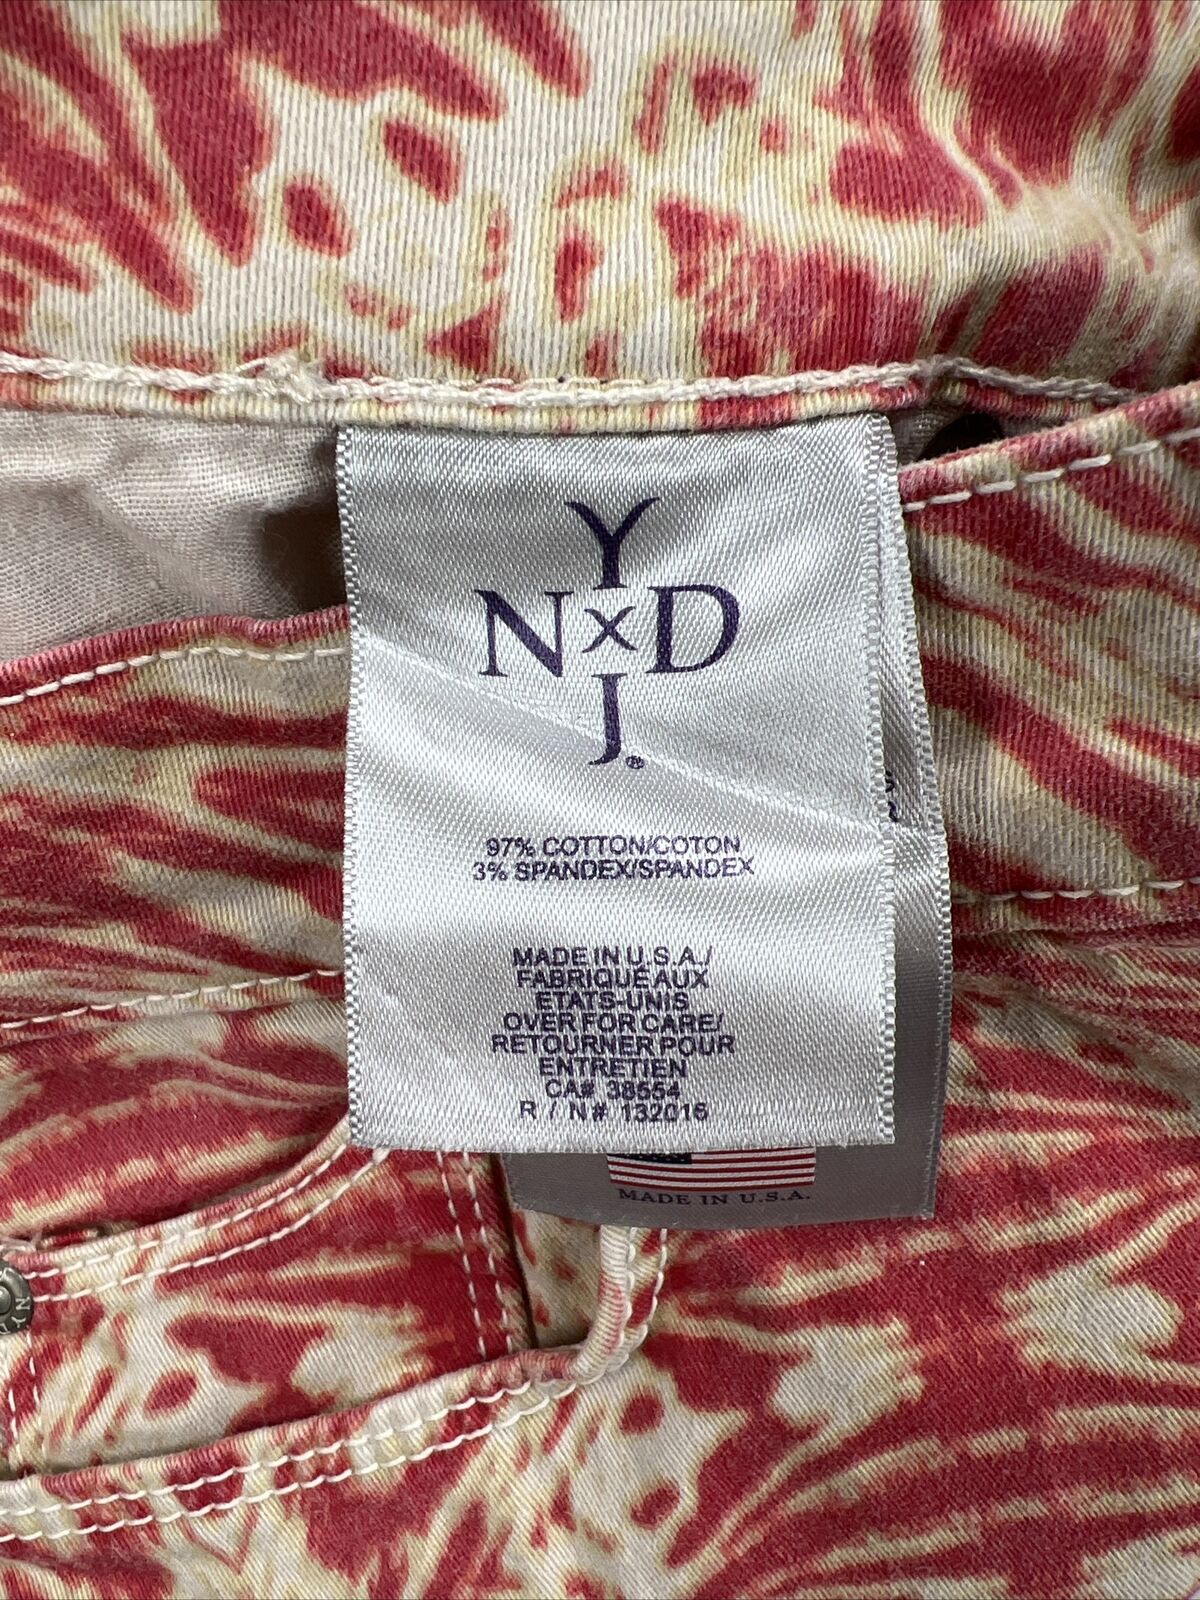 Y
N x D
J®
97% COTTON/COTON
3% SPANDEX/SPANDEX
MADE IN U.S.A./
FABRIQUÉ AUX
ETATS-UNIS
OVER FOR CARE/
RETOURNER POUR
ENTRETIEN
CA# 38554
R / N# 132016
MADE IN U.S.A.